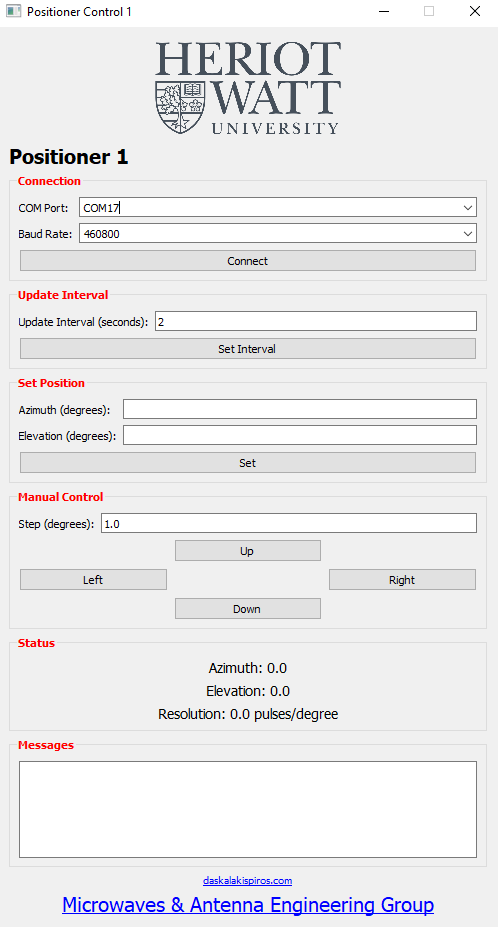 Positioner Control 1
HERIOT
WATT
UNIVERSITY
Positioner 1
Connection
COM Port: COM17
Baud Rate: 460800
Connect
Update Interval
Update Interval (seconds): 2
Set Interval
Set Position
Azimuth (degrees):
Elevation (degrees):
Set
Manual Control
Step (degrees): 1.0
Up
Left Right
Down
Status
Azimuth: 0.0
Elevation: 0.0
Resolution: 0.0 pulses/degree
Messages
daskalakispiros.com
Microwaves & Antenna Engineering Group